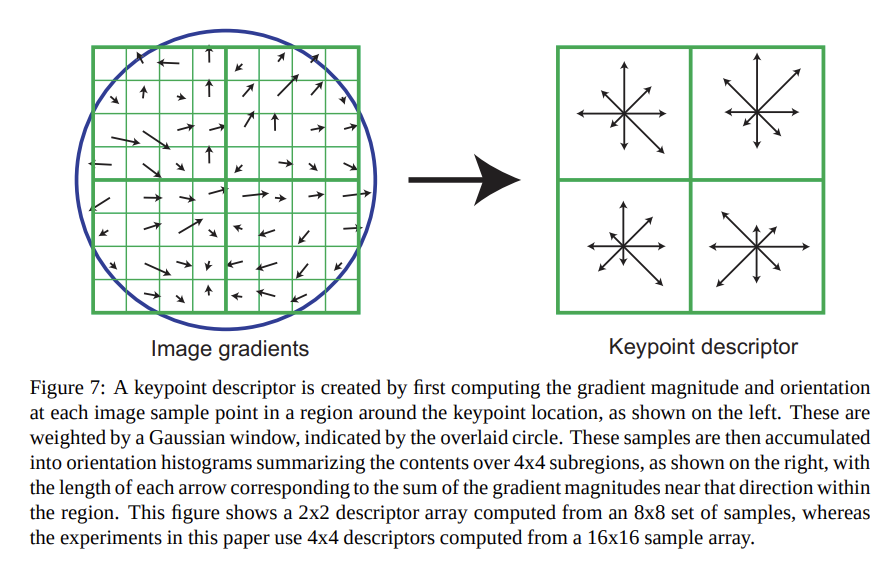 Image gradients
Keypoint descriptor
Figure 7: A keypoint descriptor is created by first computing the gradient magnitude and orientation
at each image sample point in a region around the keypoint location, as shown on the left. These are
weighted by a Gaussian window, indicated by the overlaid circle. These samples are then accumulated
into orientation histograms summarizing the contents over 4x4 subregions, as shown on the right, with
the length of each arrow corresponding to the sum of the gradient magnitudes near that direction within
the region. This figure shows a 2x2 descriptor array computed from an 8x8 set of samples, whereas
the experiments in this paper use 4x4 descriptors computed from a 16x16 sample array.